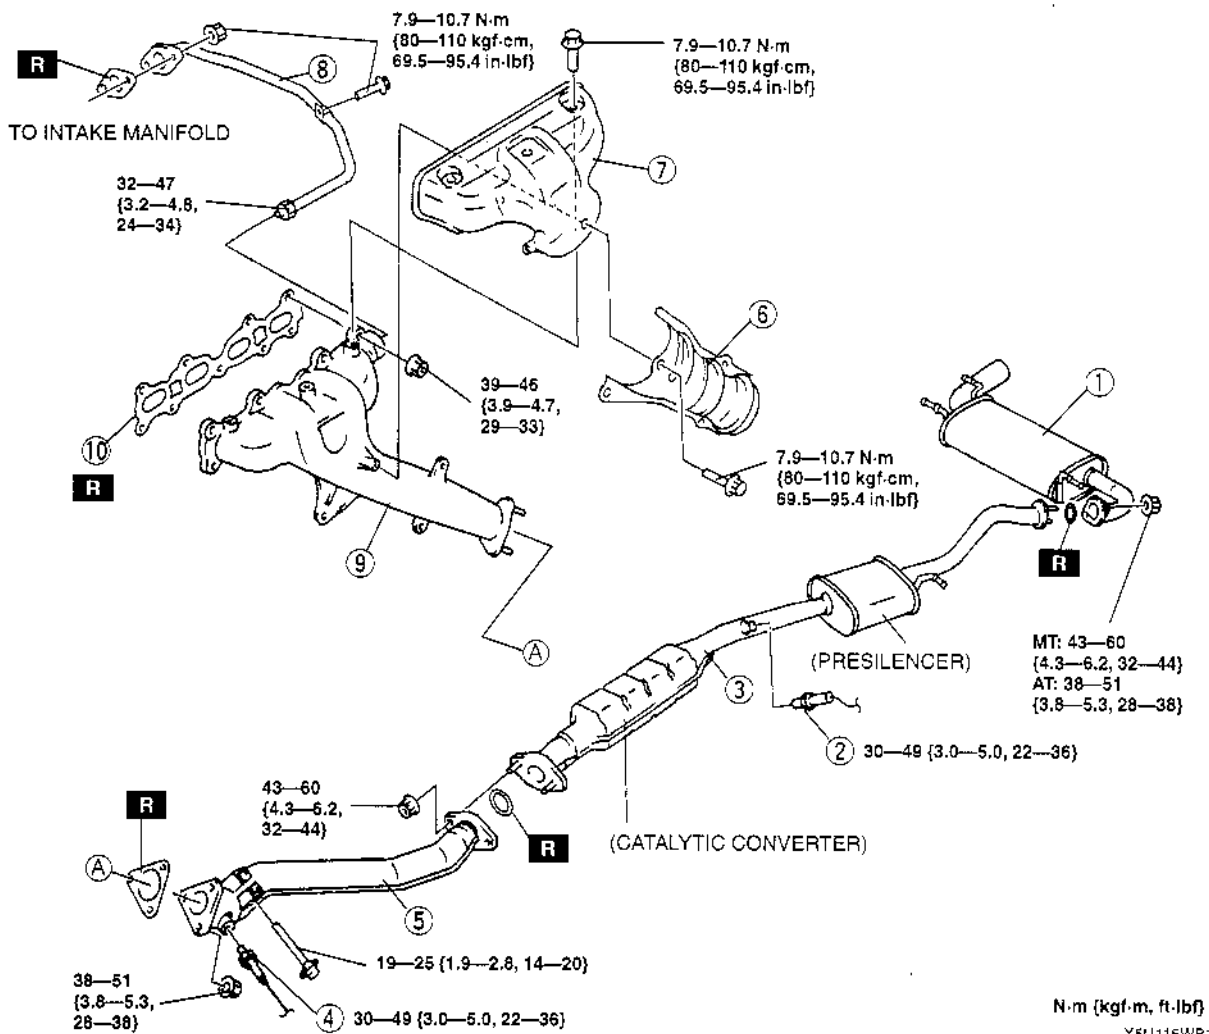 7.9—10.7 N·m
{80—110 kgf·cm,
69.5—95.4 in·lbf}
7.9—10.7 N·m
{80—110 kgf·cm,
69.5—95.4 in·lbf}
R
8
TO INTAKE MANIFOLD
7
32—47
{3.2—4.8,
24—34}
6
39—46
{3.9—4.7,
29—33}
1
10
R
7.9—10.7 N·m
{80—110 kgf·cm,
69.5—95.4 in·lbf}
9
R
A
(PRESILENCER)
MT: 43—60
{4.3—6.2, 32—44}
AT: 38—51
{3.8—5.3, 28—38}
3
2 30—49 {3.0—5.0, 22—36}
43—60
{4.3—6.2,
32—44}
R
R
(CATALYTIC CONVERTER)
A
5
19—25 {1.9—2.8, 14—20}
38—51
{3.8—5.3,
28—38}
4 30—49 {3.0—5.0, 22—36}
N·m {kgf·m, ft·lbf}